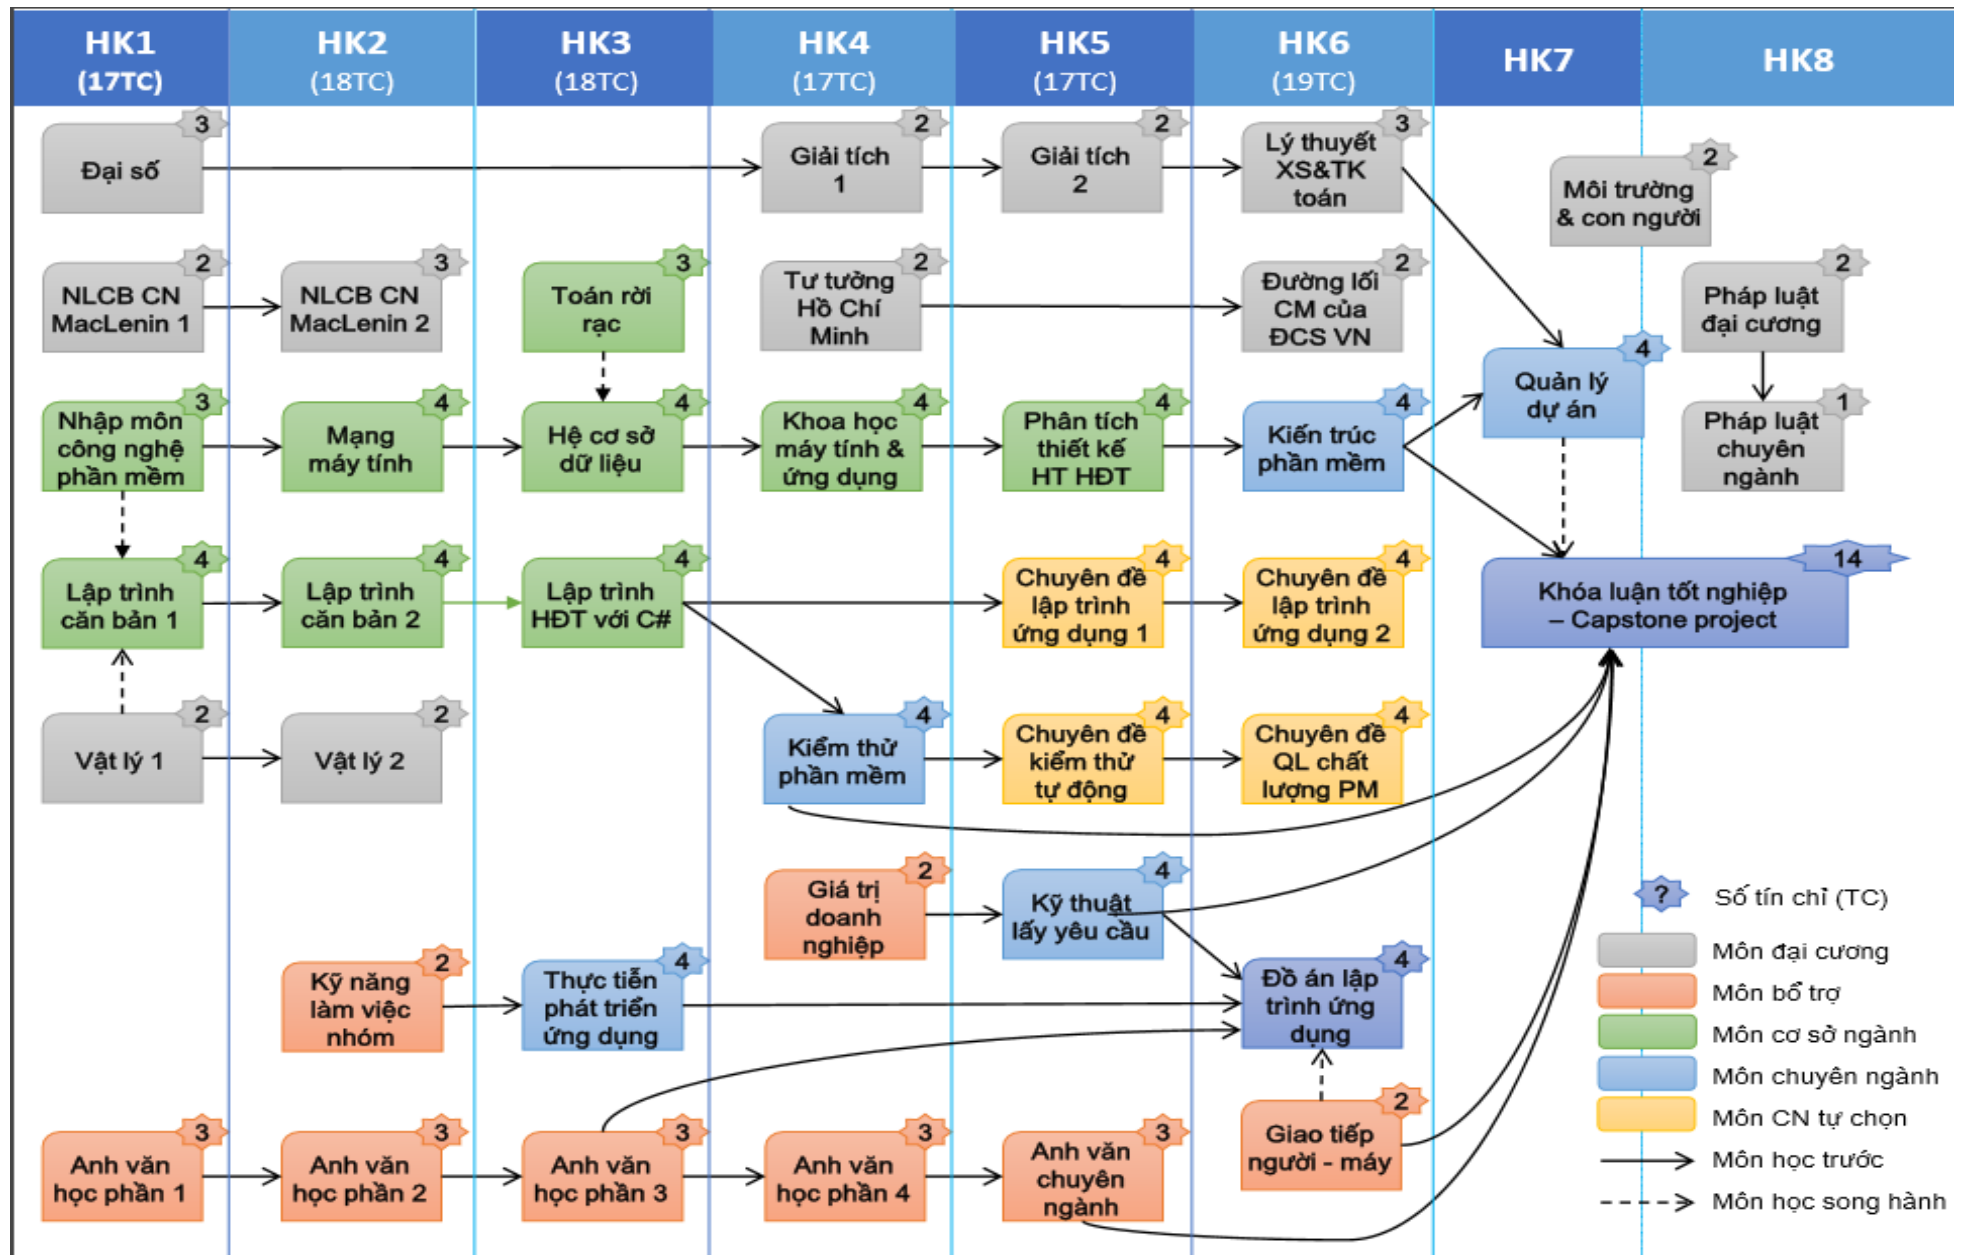 HK1
(17TC)
HK2
(18TC)
HK3
(18TC)
HK4
(17TC)
HK5
(17TC)
HK6
(19TC)
HK7
HK8
3
Đại số
2
Giải tích
1
2
Giải tích
2
3
Lý thuyết
XS&TK
toán
2
Môi trường
& con người
2
NLCB CN
MacLenin 1
3
NLCB CN
MacLenin 2
3
Toán rời
rạc
2
Tư tưởng
Hồ Chí
Minh
2
Đường lối
CM của
ĐCS VN
2
Pháp luật
đại cương
4
Quản lý
dự án
3
Nhập môn
công nghệ
phần mềm
4
Mạng
máy tính
4
Hệ cơ sở
dữ liệu
4
Khoa học
máy tính &
ứng dụng
4
Phân tích
thiết kế
HT HĐT
4
Kiến trúc
phần mềm
1
Pháp luật
chuyên
ngành
4
Lập trình
căn bản 1
4
Lập trình
căn bản 2
4
Lập trình
HĐT với C#
4
Chuyên đề
lập trình
ứng dụng 1
4
Chuyên đề
lập trình
ứng dụng 2
14
Khóa luận tốt nghiệp
– Capstone project
2
Vật lý 1
2
Vật lý 2
4
Kiểm thử
phần mềm
4
Chuyên đề
kiểm thử
tự động
4
Chuyên đề
QL chất
lượng PM
2
Giá trị
doanh
nghiệp
4
Kỹ thuật
lấy yêu cầu
2
Kỹ năng
làm việc
nhóm
4
Thực tiễn
phát triển
ứng dụng
4
Đồ án lập
trình ứng
dụng
3
Anh văn
học phần 1
3
Anh văn
học phần 2
3
Anh văn
học phần 3
3
Anh văn
học phần 4
3
Anh văn
chuyên
ngành
2
Giao tiếp
người - máy
?
Số tín chỉ (TC)
Môn đại cương
Môn bổ trợ
Môn cơ sở ngành
Môn chuyên ngành
Môn CN tự chọn
Môn học trước
Môn học song hành